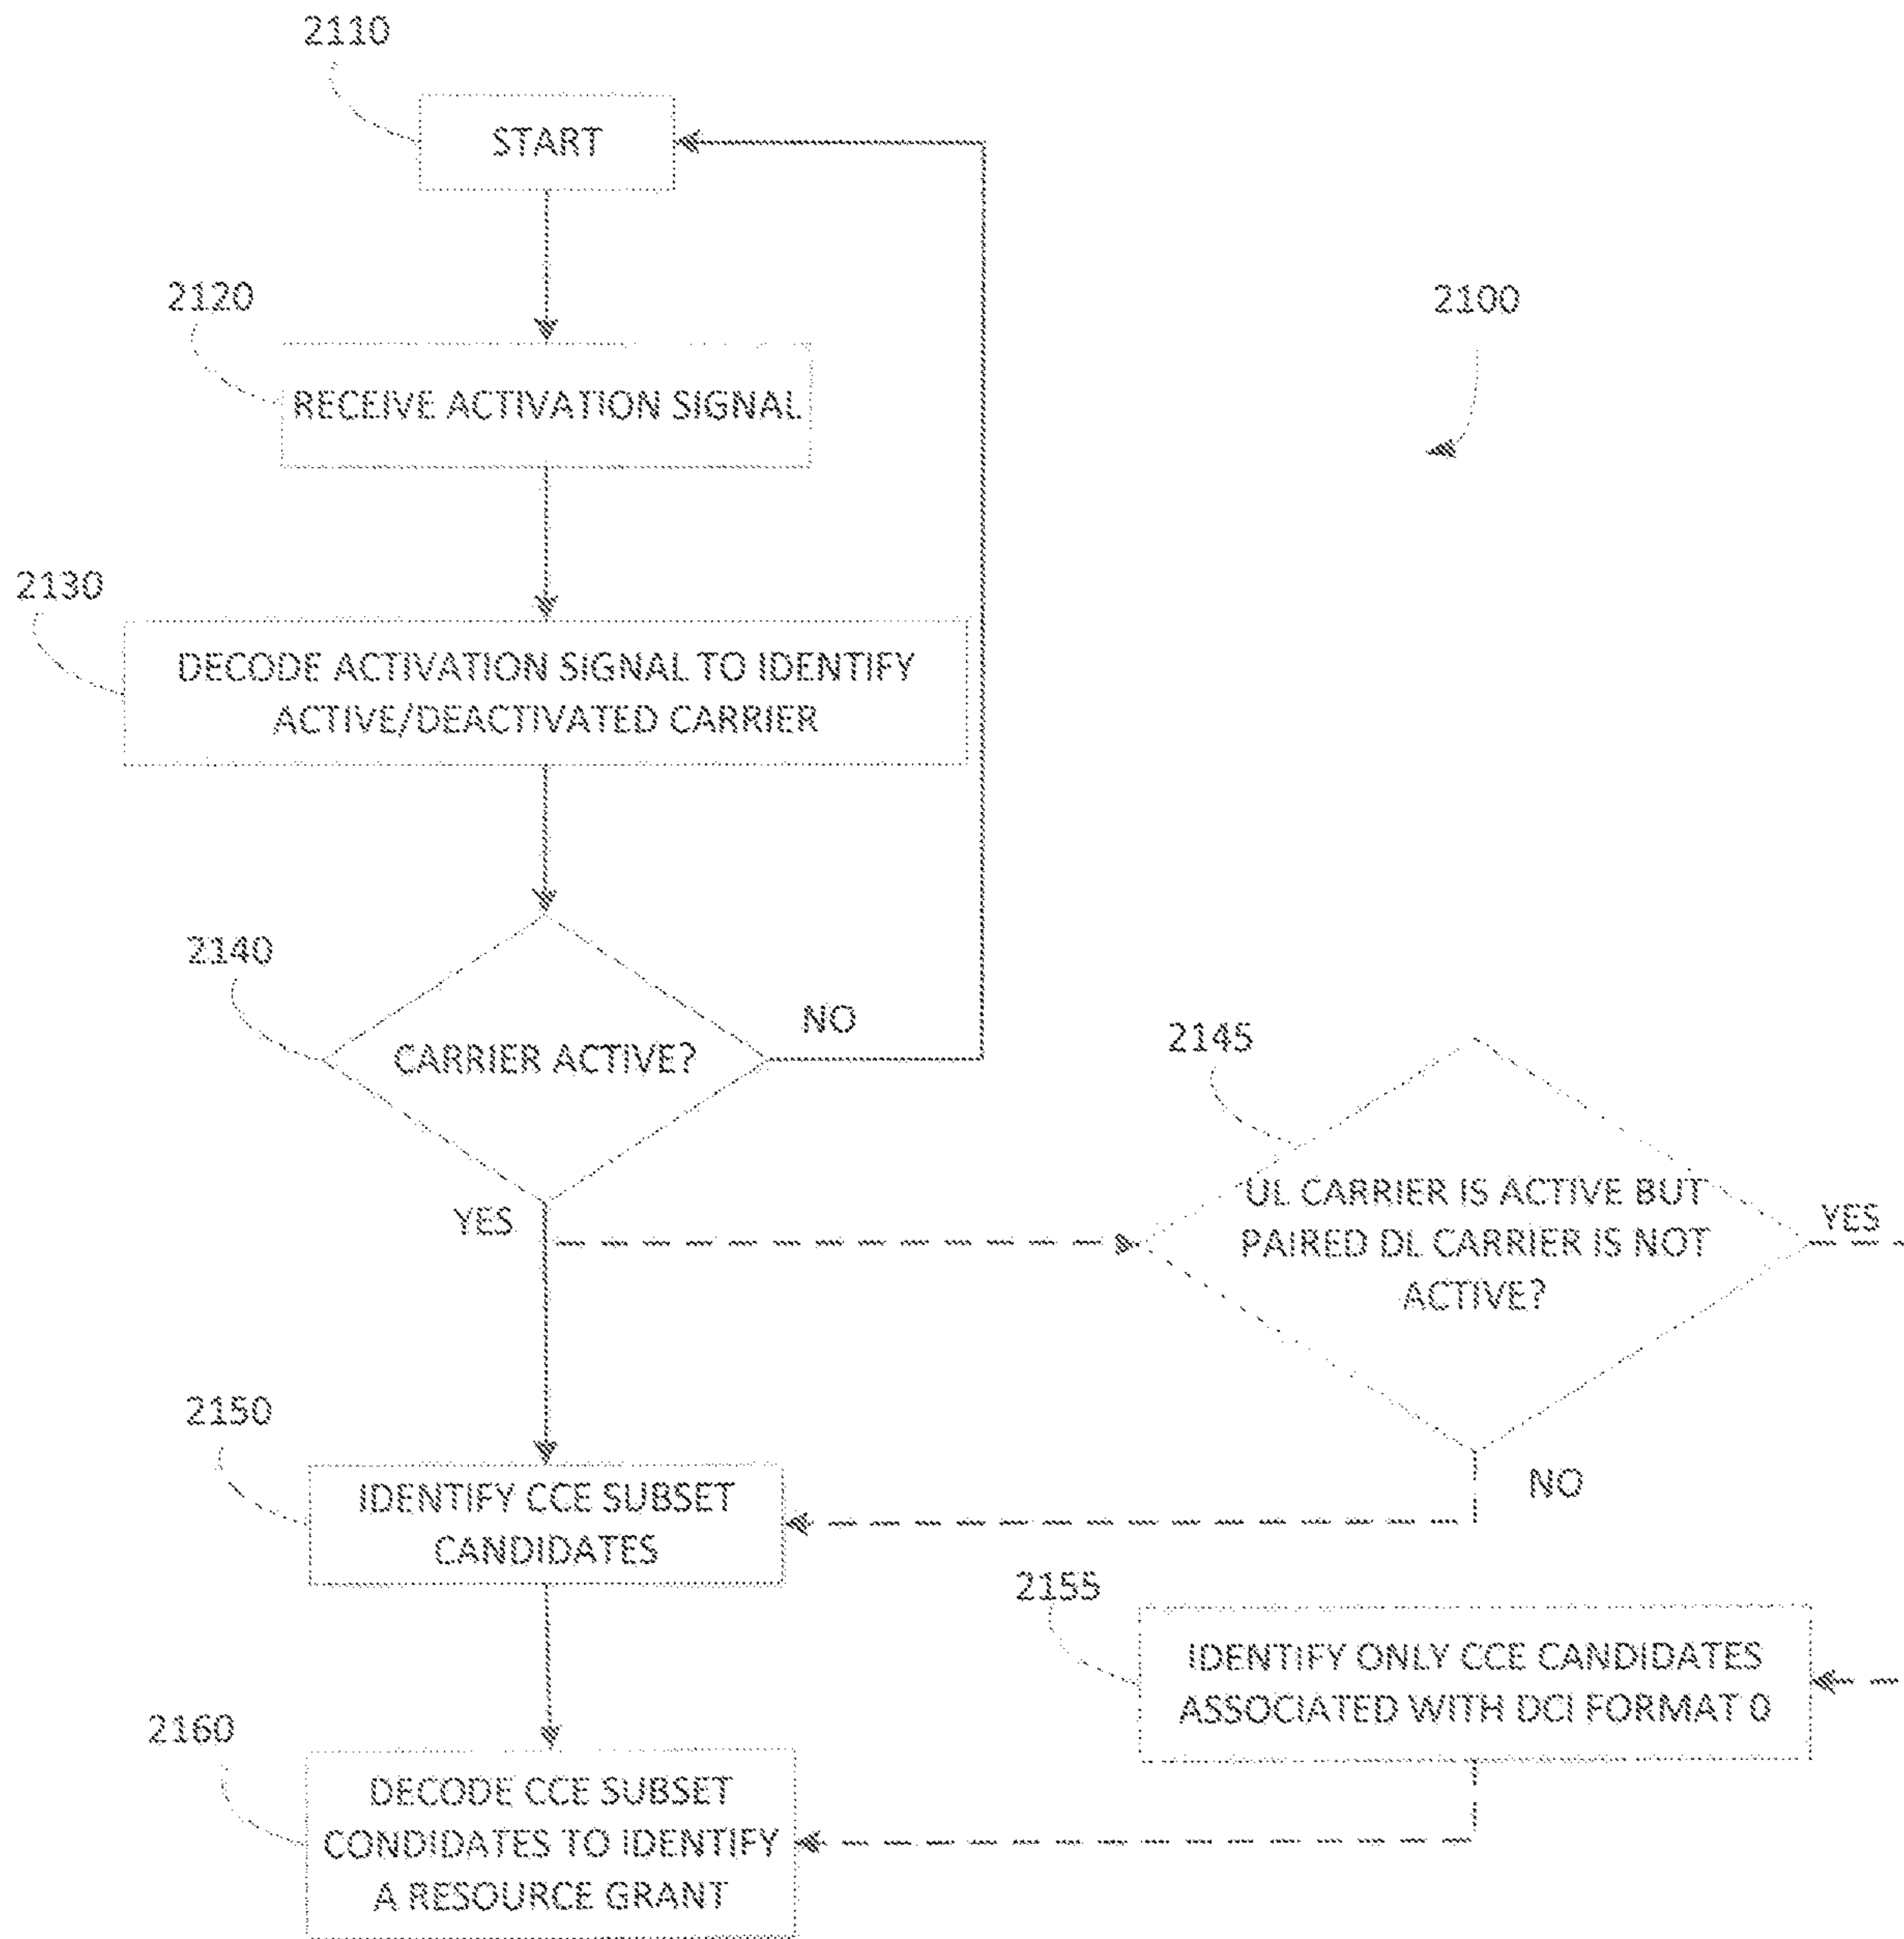 2110
START
2120
2100
RECEIVE ACTIVATION SIGNAL
2130
DECODE ACTIVATION SIGNAL TO IDENTIFY
ACTIVE/DEACTIVATED CARRIER
2140
CARRIER ACTIVE?
NO
YES
2145
UL CARRIER IS ACTIVE BUT
PAIRED DL CARRIER IS NOT
ACTIVE?
YES
NO
2150
IDENTIFY CCE SUBSET
CANDIDATES
2155
IDENTIFY ONLY CCE CANDIDATES
ASSOCIATED WITH DCI FORMAT 0
2160
DECODE CCE SUBSET
CONDIDATES TO IDENTIFY
A RESOURCE GRANT